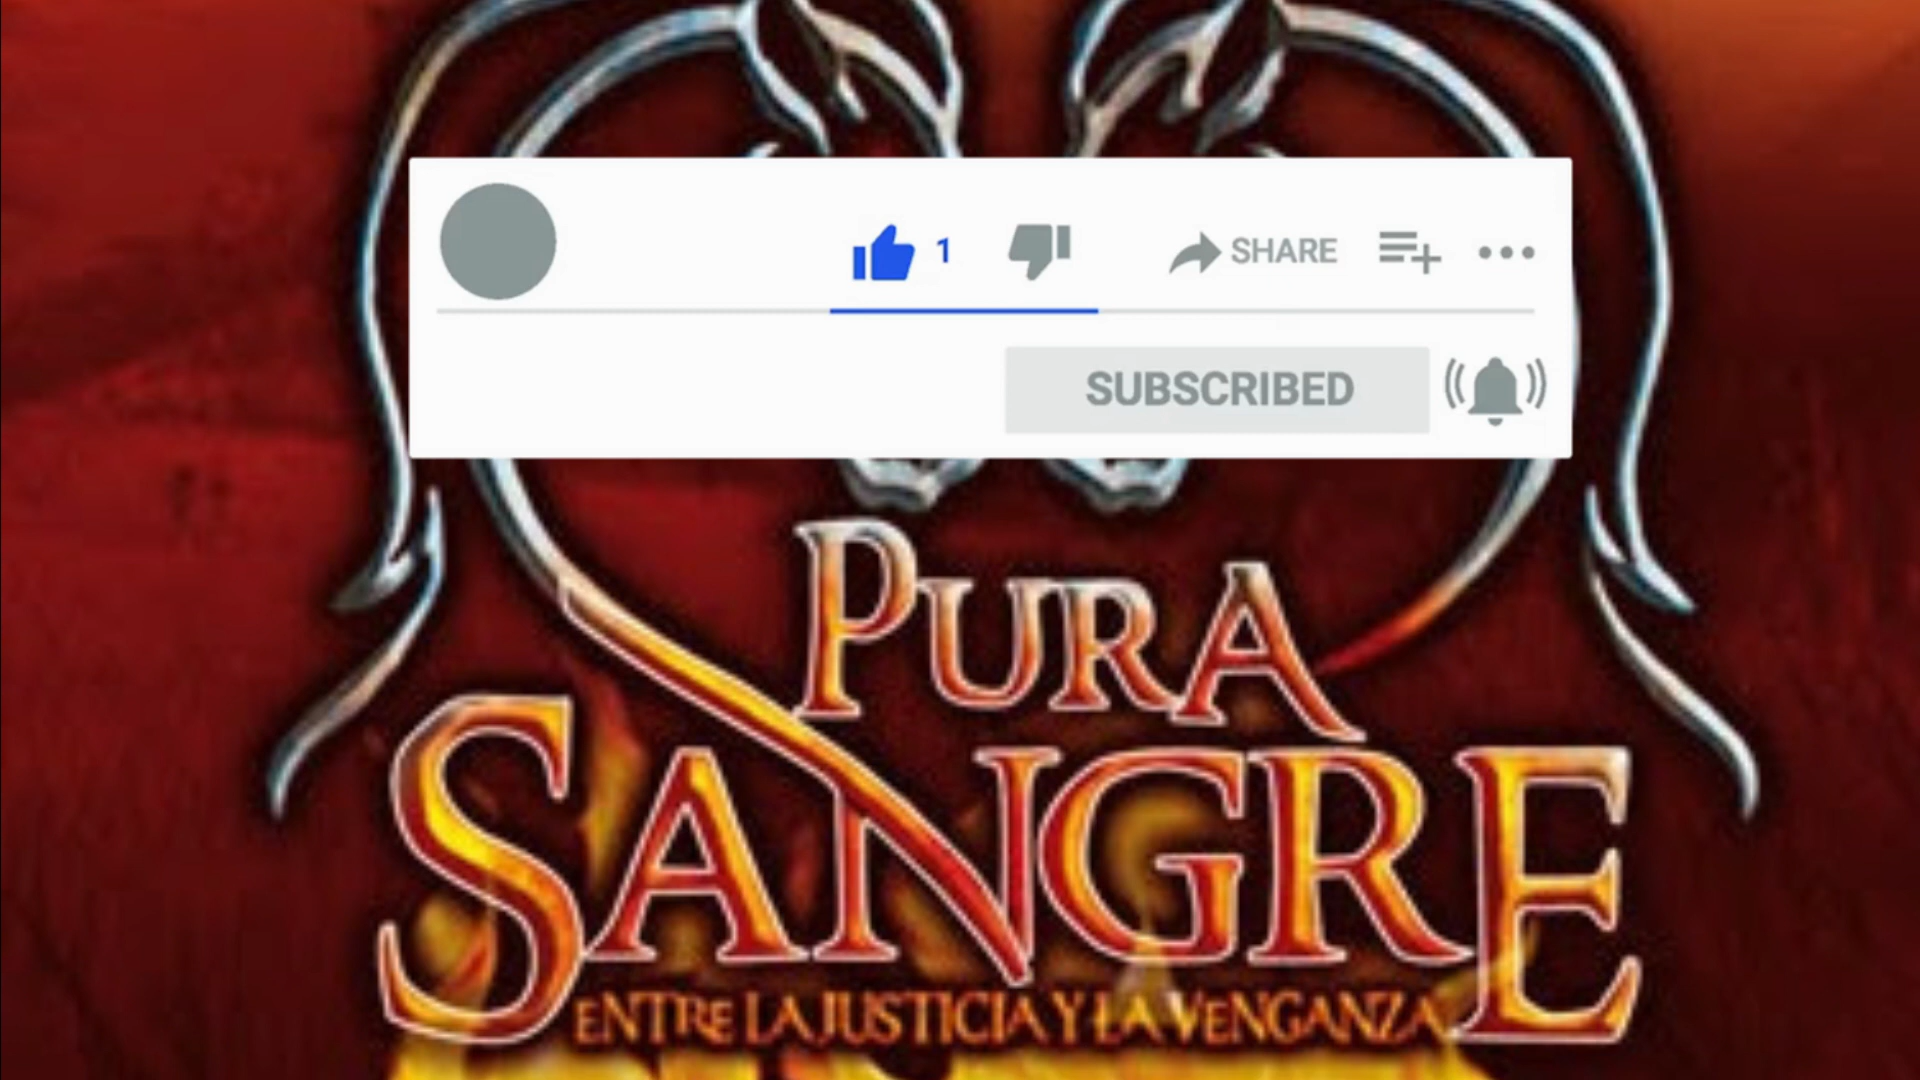 1 SHARE
SUBSCRIBED
PURA
SANGRE
ENTRE LA JUSTICIA Y LA VENGANZA